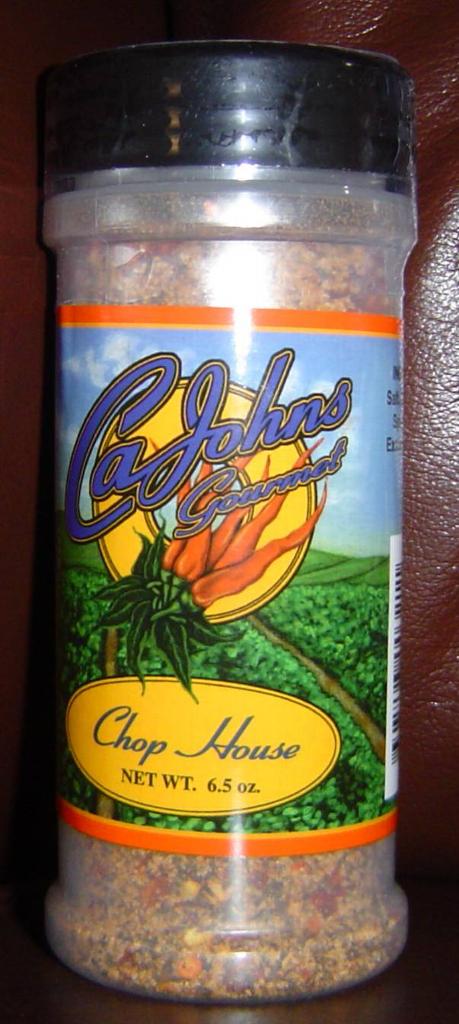 CaJohns
Gourmet
Chop House
NET WT. 6.5 oz.